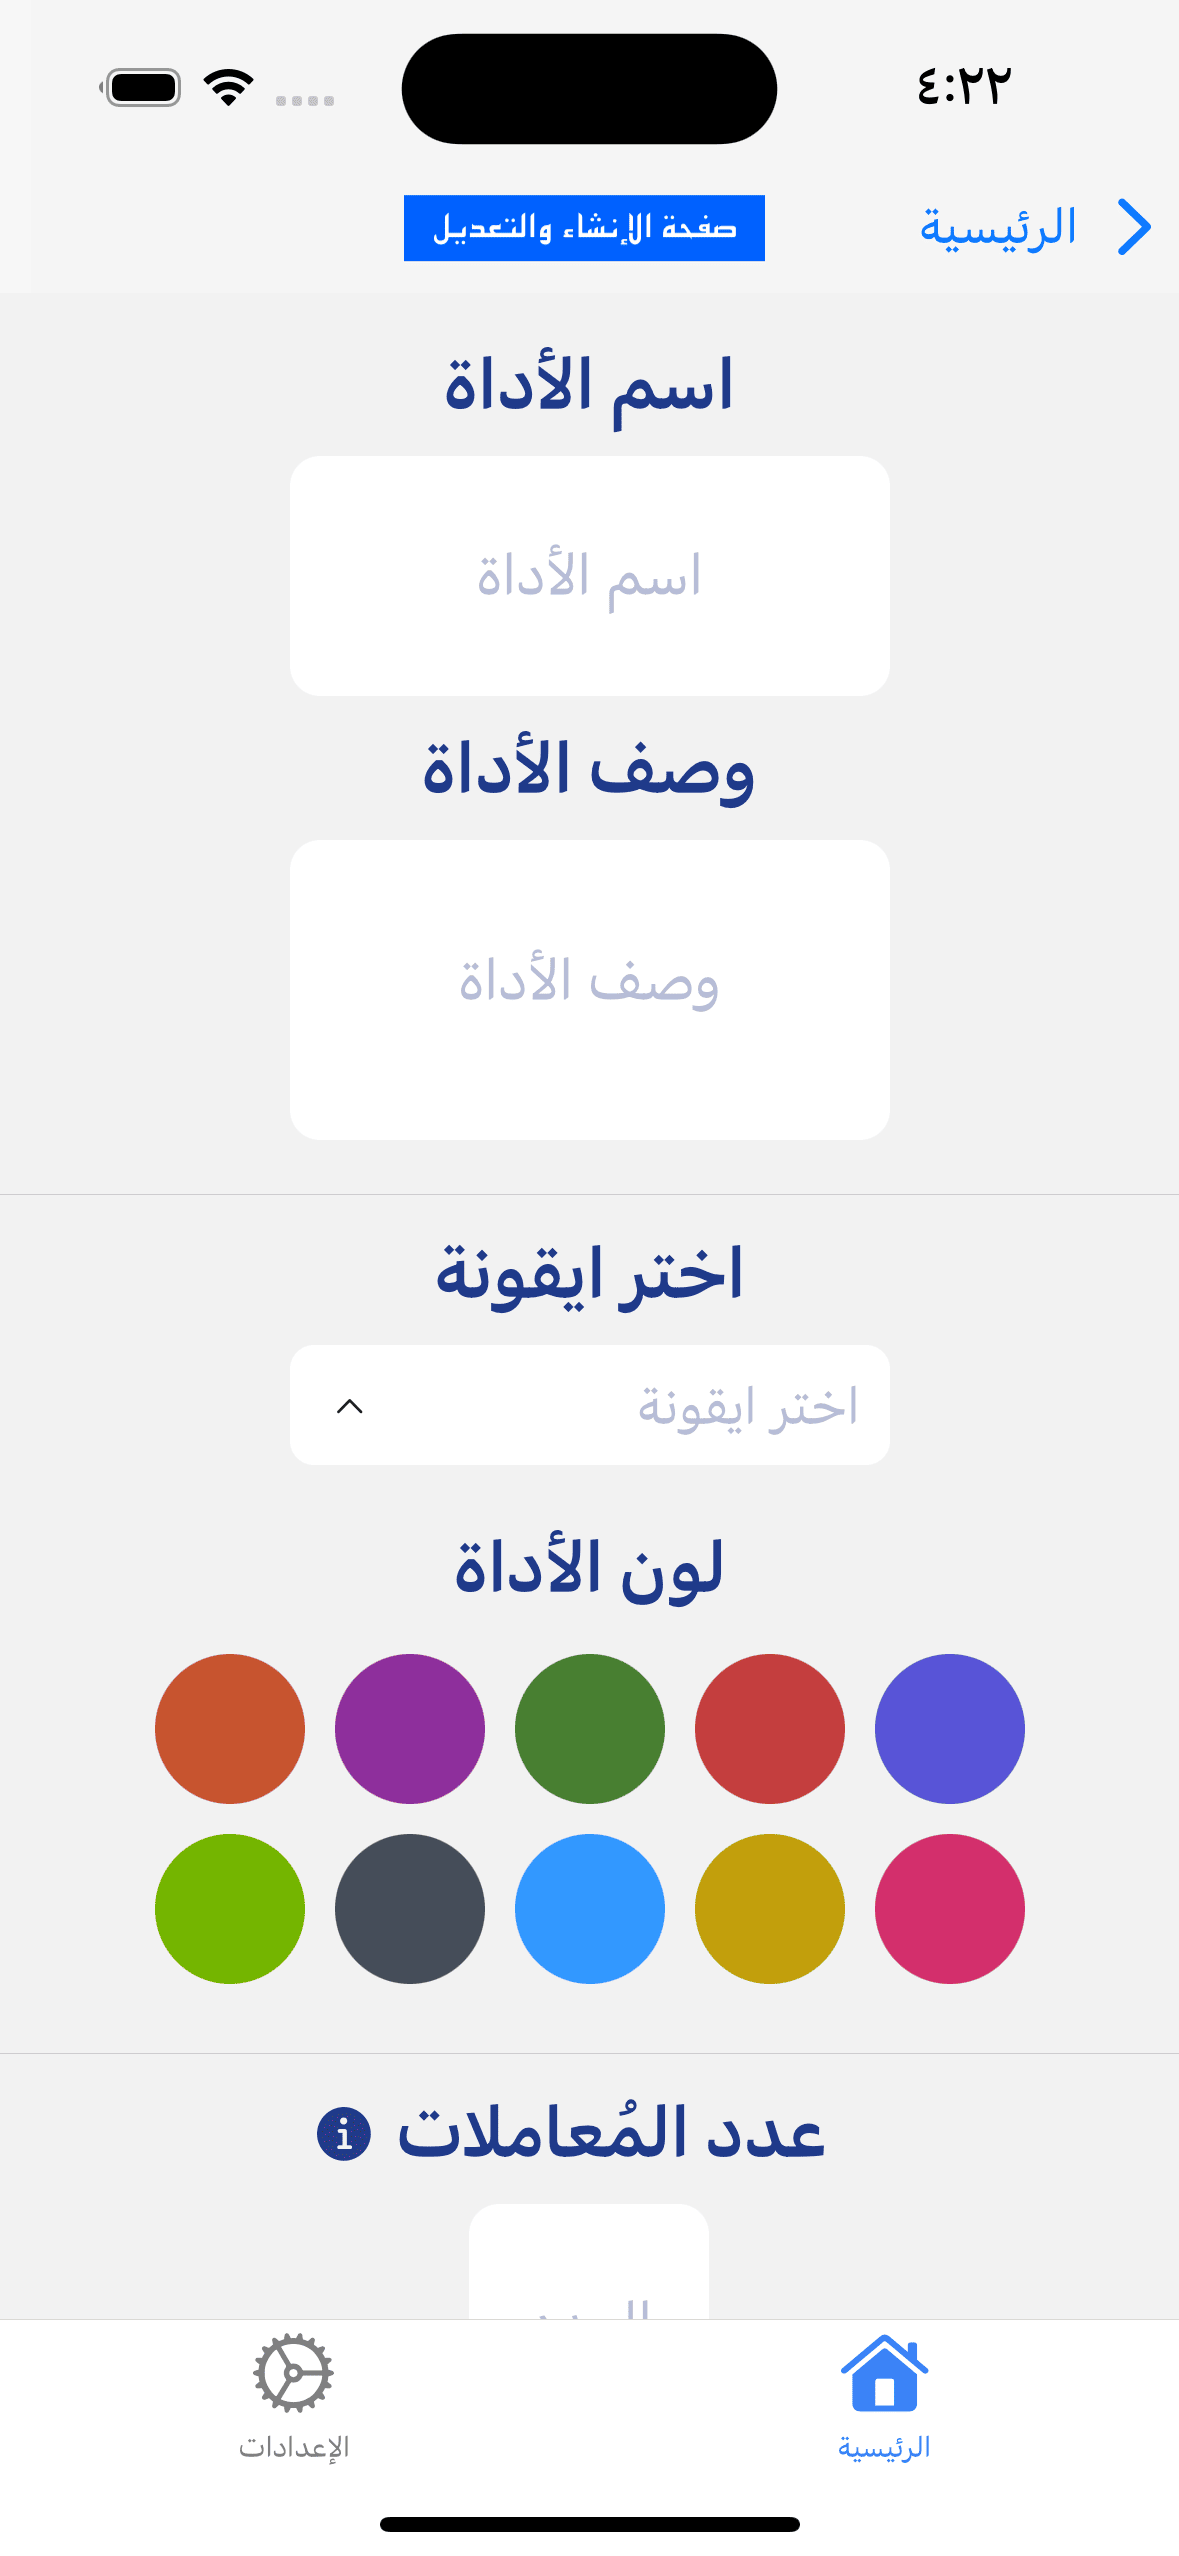 ٤:٢٢
الرئيسية
صفحة الإنشاء والتعديل
اسم الأداة
اسم الأداة
وصف الأداة
وصف الأداة
اختر ايقونة
اختر ايقونة
لون الأداة
عدد المُعاملات
الرئيسية
الإعدادات